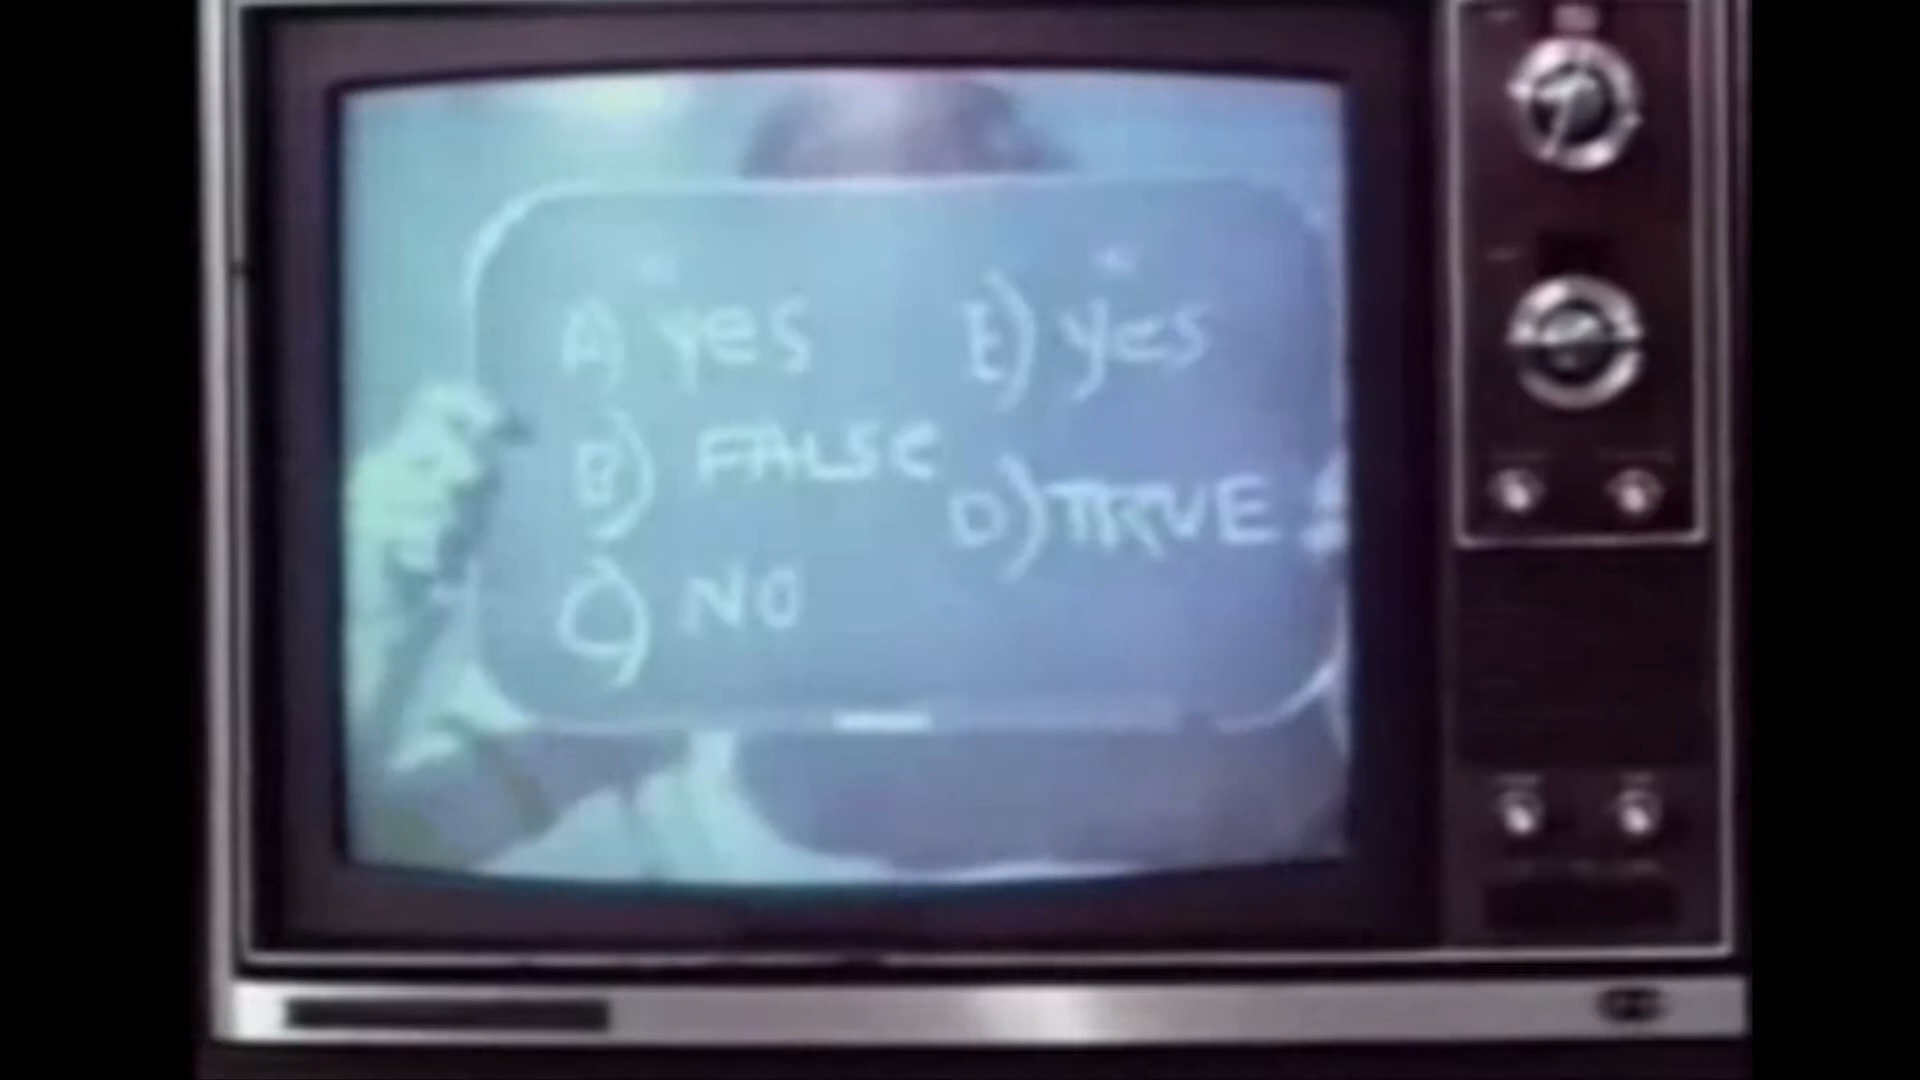 A) yes
B) FALSE
C) NO
E) yes
D) TRUE